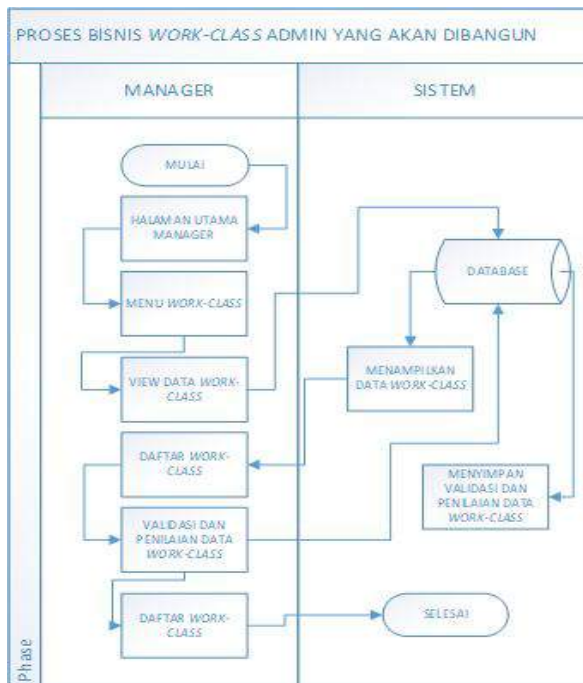 PROSES BISNIS WORK-CLASS ADMIN YANG AKAN DIBANGUN
MANAGER
SISTEM
MULAI
HALAMAN UTAMA
MANAGER
MENU WORK-CLASS
VIEW DATA WORK-
CLASS
DATABASE
MENAMPILKAN
DATA WORK-CLASS
DAFTAR WORK-
CLASS
VALIDASI DAN
PENILAIAN DATA
WORK-CLASS
MENYIMPAN
VALIDASI DAN
PENILAIAN DATA
WORK-CLASS
DAFTAR WORK-
CLASS
SELESAI
Phase